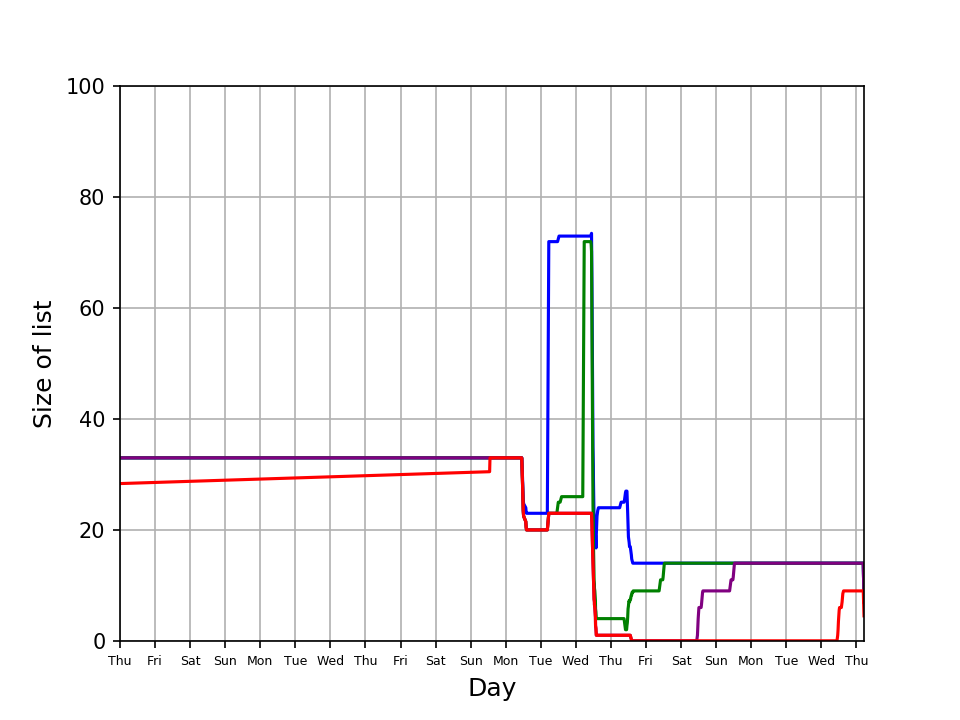 100
80
60
40
20
0
Size of list
Thu Fri Sat Sun Mon Tue Wed Thu Fri Sat Sun Mon Tue Wed Thu Fri Sat Sun Mon Tue Wed Thu
Day